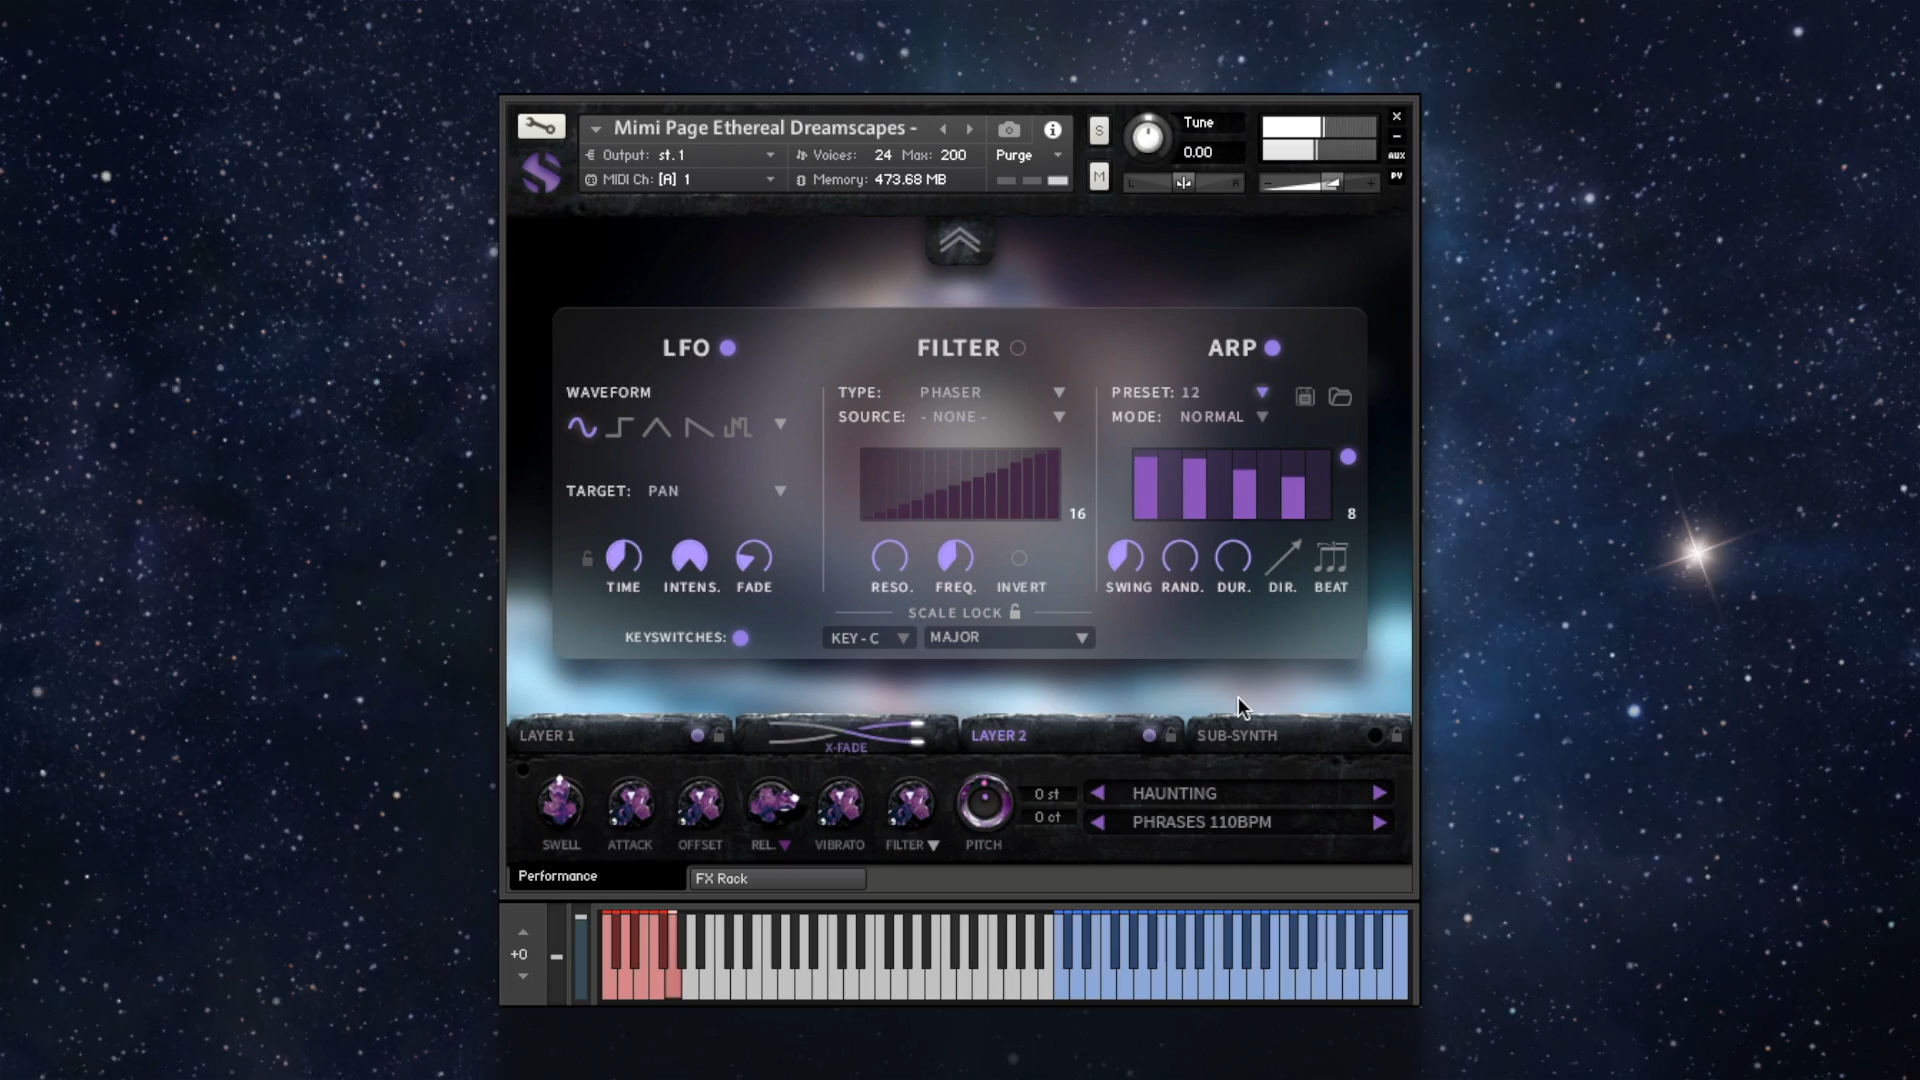 Mimi Page Ethereal Dreamscapes -
Output: st.1
Voices: 24 Max: 200
Purge
MIDI Ch: [A] 1
Memory: 473.68 MB
S
M
Tune
0.00
L R
- +
×
-
AUX
PV
LFO
FILTER
ARP
WAVEFORM
TARGET: PAN
TIME
INTENS.
FADE
KEYSWITCHES:
TYPE: PHASER
SOURCE: - NONE -
16
RESO.
FREQ.
INVERT
SCALE LOCK
KEY - C
MAJOR
PRESET: 12
MODE: NORMAL
8
SWING
RAND.
DUR.
DIR.
BEAT
LAYER 1
X-FADE
LAYER 2
SUB-SYNTH
SWELL
ATTACK
OFFSET
REL.
VIBRATO
FILTER
PITCH
0 st
0 ct
HAUNTING
PHRASES 110BPM
Performance
FX Rack
+0